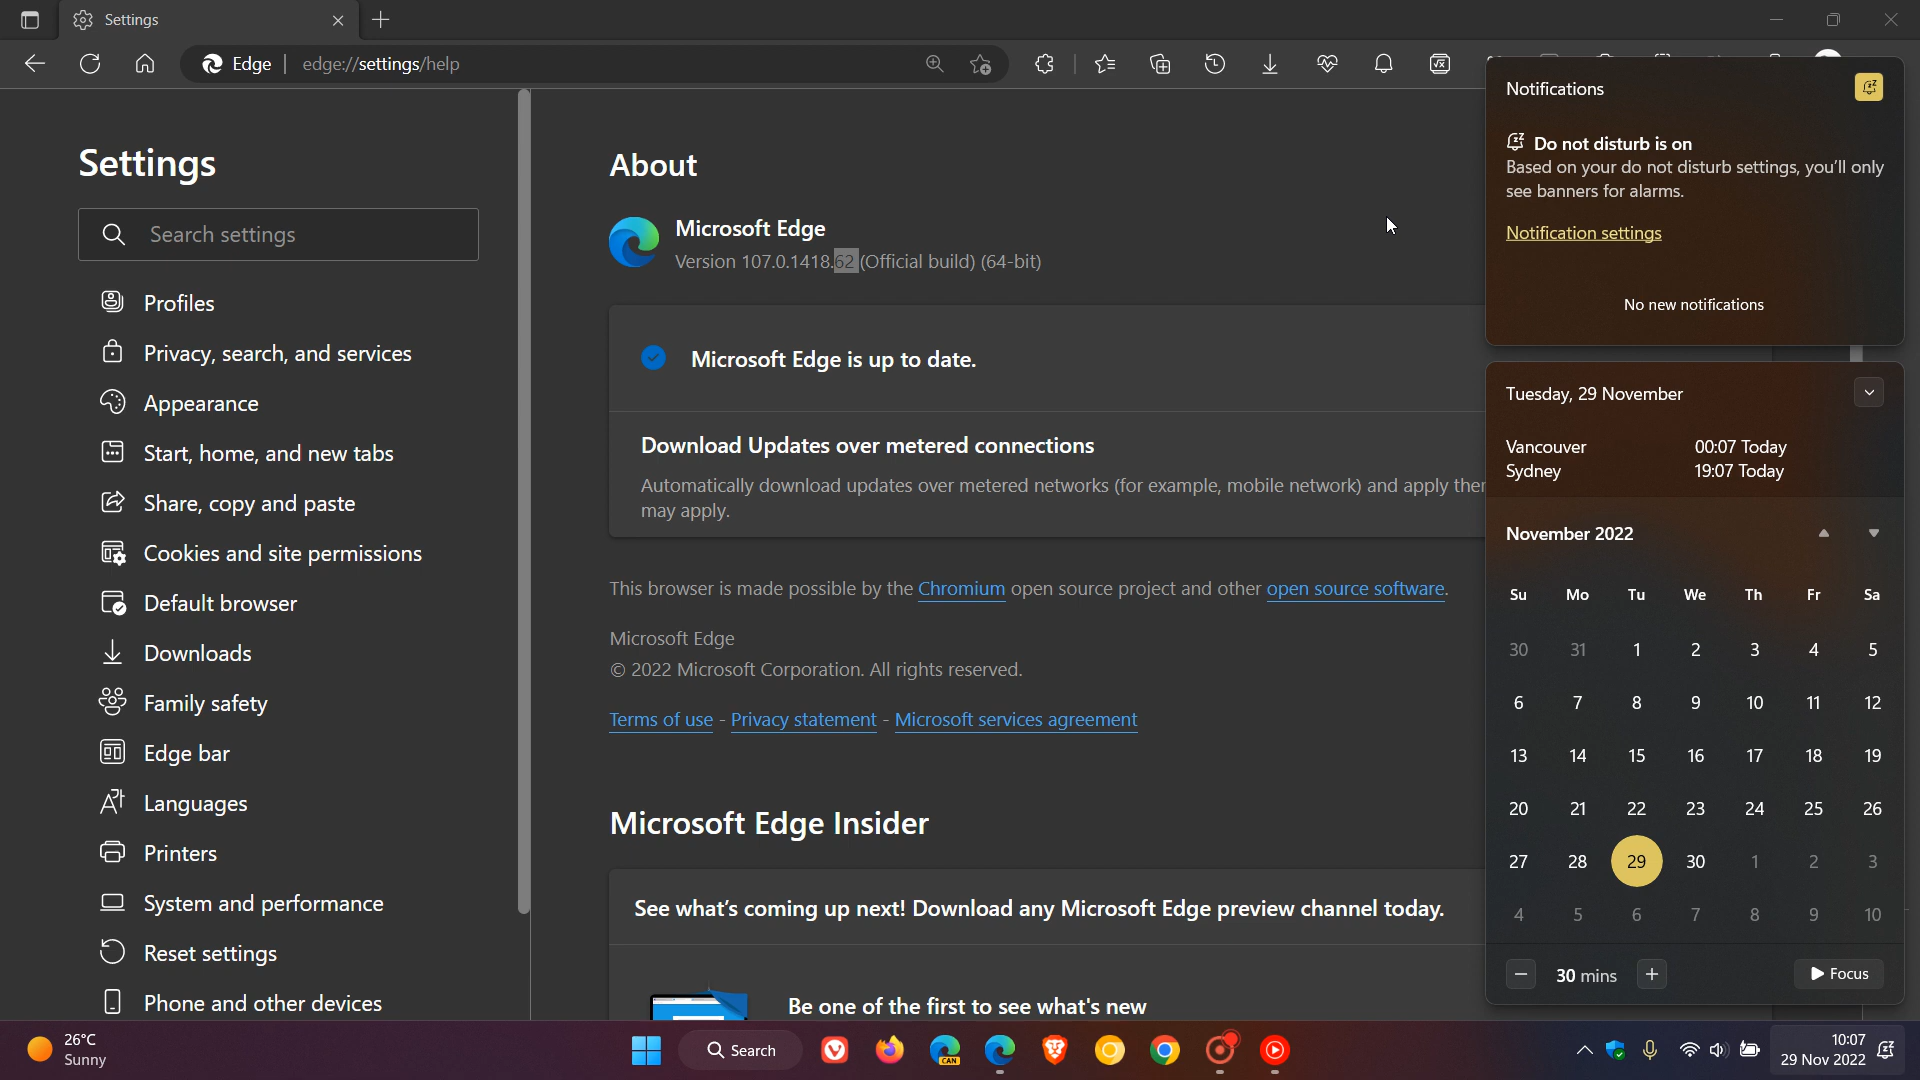 Settings
Edge
edge://settings/help
Settings
Search settings
Profiles
Privacy, search, and services
Appearance
Start, home, and new tabs
Share, copy and paste
Cookies and site permissions
Default browser
Downloads
Family safety
Edge bar
Languages
Printers
System and performance
Reset settings
Phone and other devices
About
Microsoft Edge
Version 107.0.1418.62 (Official build) (64-bit)
Microsoft Edge is up to date.
Download Updates over metered connections
Automatically download updates over metered networks (for example, mobile network) and apply
may apply.
This browser is made possible by the Chromium open source project and other open source software.
Microsoft Edge
© 2022 Microsoft Corporation. All rights reserved.
Terms of use - Privacy statement - Microsoft services agreement
Microsoft Edge Insider
See what's coming up next! Download any Microsoft Edge preview channel today.
Be one of the first to see what's new
Notifications
Do not disturb is on
Based on your do not disturb settings, you'll only
see banners for alarms.
Notification settings
No new notifications
Tuesday, 29 November
Vancouver 00:07 Today
Sydney 19:07 Today
November 2022
Su Mo Tu We Th Fr Sa
30 31 1 2 3 4 5
6 7 8 9 10 11 12
13 14 15 16 17 18 19
20 21 22 23 24 25 26
27 28 29 30 1 2 3
4 5 6 7 8 9 10
30 mins
Focus
26°C
Sunny
Search
CAN
10:07
29 Nov 2022